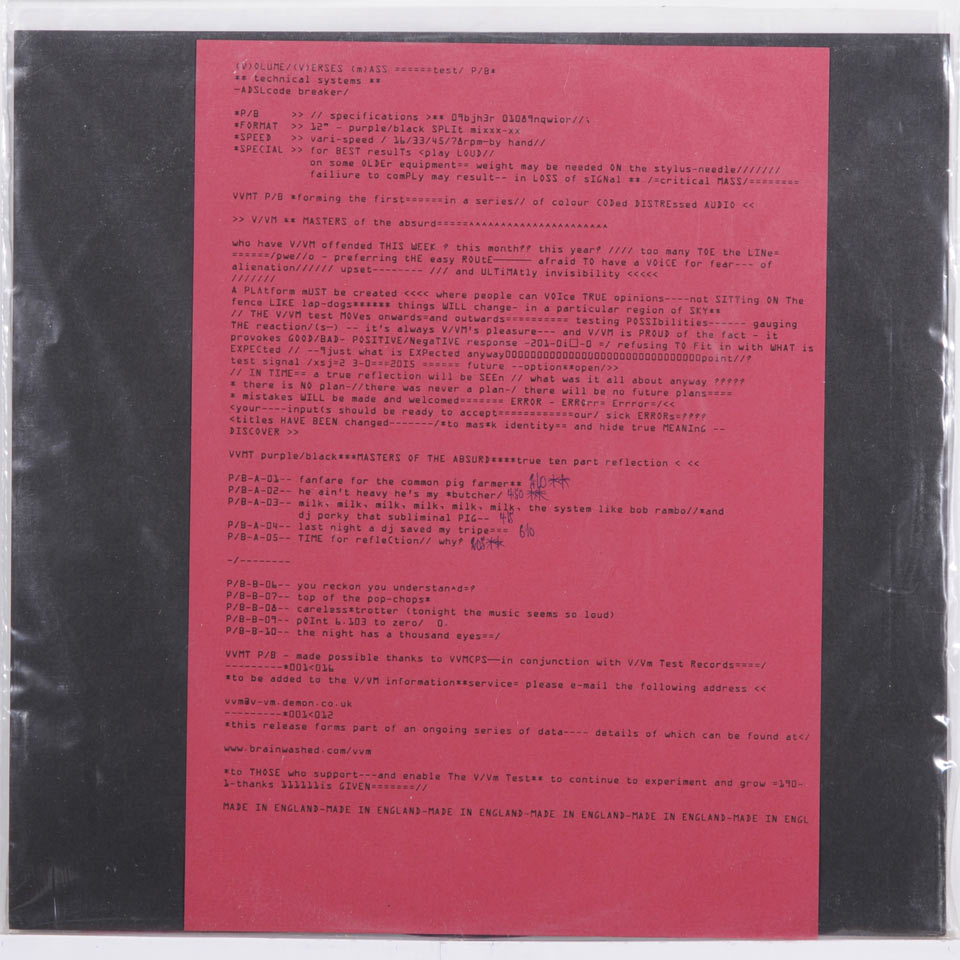 (V)OLUME/(V)ERSES (m)ASS ======test/ P/B*
** technical systems **
-ADSLcode breaker/
*P/B >> // specifications >** 09bjh3r 01089nqwior//;
*FORMAT >> 12" - purple/black SPLIt mixxx-xx
*SPEED >> vari-speed / 16/33/45/78rpm-by hand//
*SPECIAL >> for BEST resulTs <play LOUD//
on some OLDEr equipment== weight may be needed ON the stylus-needle///////
failiure to comPLy may result-- in LOSS of sIGNal ** /=critical MASS/========
VVMT P/B *forming the first======in a series// of colour CODed DISTREssed AUDIO <<
>> V/VM ** MASTERS of the absurd=====^^^^^^^^^^^^^^^^^^^^^^^
who have V/VM offended THIS WEEK ? this month?? this year? //// too many TOE the LINe=
======/pwe//o - preferring tHE easy ROUtE—————— afraid TO have a VOiCE for fear--- of
alienation////// upset-------- /// and ULTiMAtly invisibility <<<<<
///////
A PLAtform mUST be created <<<< where people can VOIce TRUE opinions----not SITTing ON The
fence LIKE lap-dogs****** things WILL change- in a particular region of SKY**
// THE V/VM test MOVes onwards=and outwards========== testing POSSIbilities------ gauging
THE reaction/(s—) -- it's always V/VM's pleasure--- and V/VM is PROUD of the fact - it
provokes GOOD/BAD- POSITIVE/NegaTIVE response -201-Di□-0 =/ refusing TO Fit in with WHAT is
EXPECted // --9just what is EXPected anyway□□□□□□□□□□□□□□□□□□□□□□□□□□□□□□□□point//?
test signal /xsj=2 3-0===2015 ====== future --option**open/>>
// IN TIME== a true reflection will be SEEn // what was it all about anyway ?????
* there is NO plan-//there was never a plan-/ there will be no future plans====
* mistakes WILL be made and welcomed======= ERROR - ERRGrr= Errror=/<<
<your----input(s should be ready to accept============our/ sick ERRORs=????
<titles HAVE BEEN changed-------/*to mas*k identity== and hide true MEANInG --
DISCOVER >>
VVMT purple/black***MASTERS OF THE ABSURD****true ten part reflection < <<
P/B-A-01-- fanfare for the common pig farmer**
P/B-A-02-- he ain't heavy he's my *butcher/ 480 **
P/B-A-03-- milk, milk, milk, milk, milk, milk, the system like bob rambo//*and
dj porky that subliminal PIG--
P/B-A-04-- last night a dj saved my tripe=== 610
P/B-A-05-- TIME for refleCtion// why?
-/--------
P/B-B-06-- you reckon you understan^d=?
P/B-B-07-- top of the pop-chops*
P/B-B-08-- careless*trotter (tonight the music seems so loud)
P/B-B-09-- pOInt 6.103 to zero/ 0.
P/B-B-10-- the night has a thousand eyes==/
VVMT P/B - made possible thanks to VVMCPS——in conjunction with V/Vm Test Records====/
---------*001<016
*to be added to the V/VM information**service= please e-mail the following address <<
vvm@v-vm.demon.co.uk
---------*001<012
*this release forms part of an ongoing series of data---- details of which can be found at</
www.brainwashed.com/vvm
*to THOSE who support---and enable The V/Vm Test** to continue to experiment and grow =190-
1-thanks 111111is GIVEN=======//
MADE IN ENGLAND-MADE IN ENGLAND-MADE IN ENGLAND-MADE IN ENGLAND-MADE IN ENGLAND-MADE IN ENGL